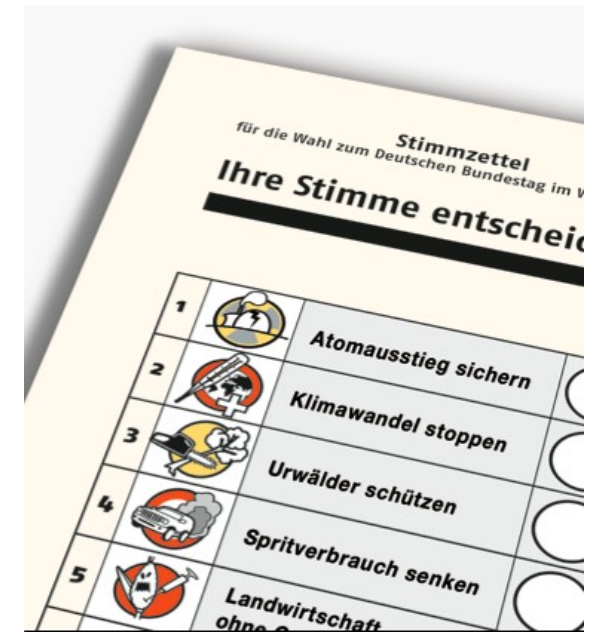 Stimmzettel
für die Wahl zum Deutschen Bundestag im
Ihre Stimme
1 Atomausstieg sichern
2 Klimawandel stoppen
3 Urwälder schützen
4 Spritverbrauch senken
5 Landwirtschaft
ohne